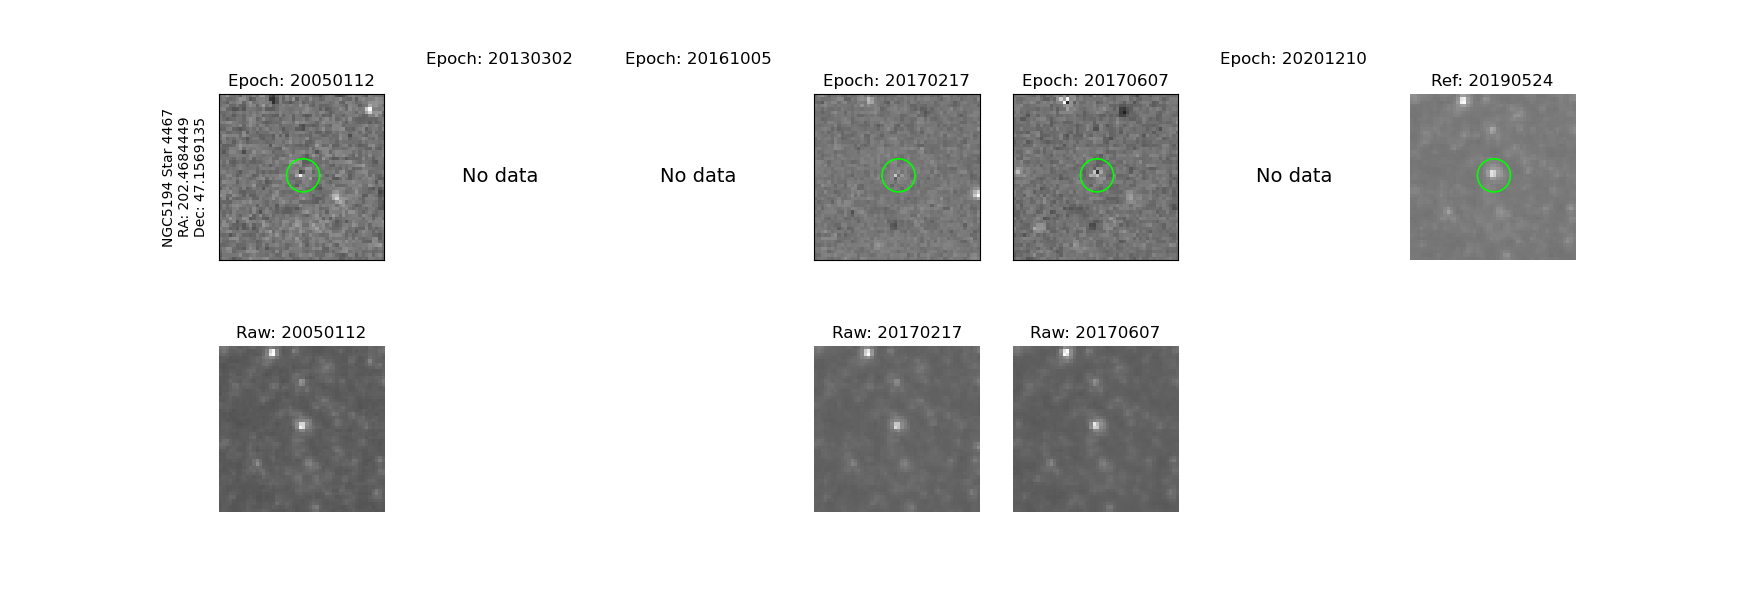 Epoch: 20050112
Epoch: 20130302
Epoch: 20161005
Epoch: 20170217
Epoch: 20170607
Epoch: 20201210
Ref: 20190524
NGC5194 Star 4467
RA: 202.4684449
Dec: 47.1569135
No data
No data
No data
Raw: 20050112
Raw: 20170217
Raw: 20170607